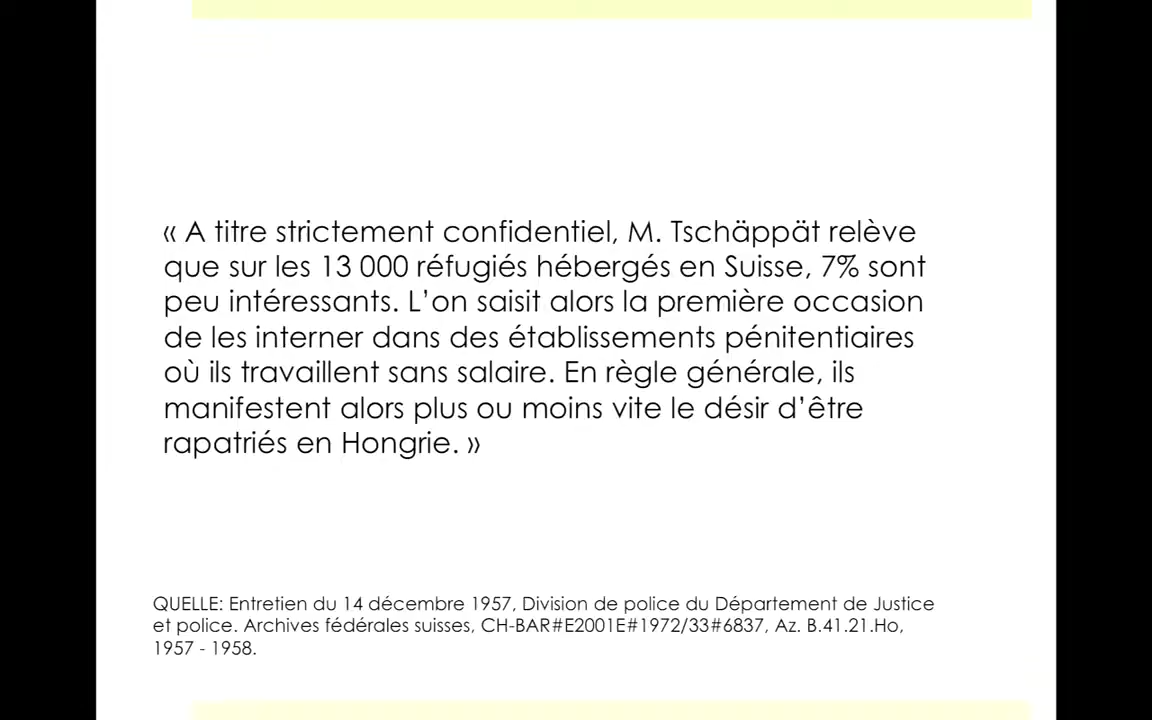 « A titre strictement confidentiel, M. Tschäppät relève
que sur les 13 000 réfugiés hébergés en Suisse, 7% sont
peu intéressants. L’on saisit alors la première occasion
de les interner dans des établissements pénitentiaires
où ils travaillent sans salaire. En règle générale, ils
manifestent alors plus ou moins vite le désir d’être
rapatriés en Hongrie. »
QUELLE: Entretien du 14 décembre 1957, Division de police du Département de Justice
et police. Archives fédérales suisses, CH-BAR#E2001E#1972/33#6837, Az. B.41.21.Ho,
1957 - 1958.